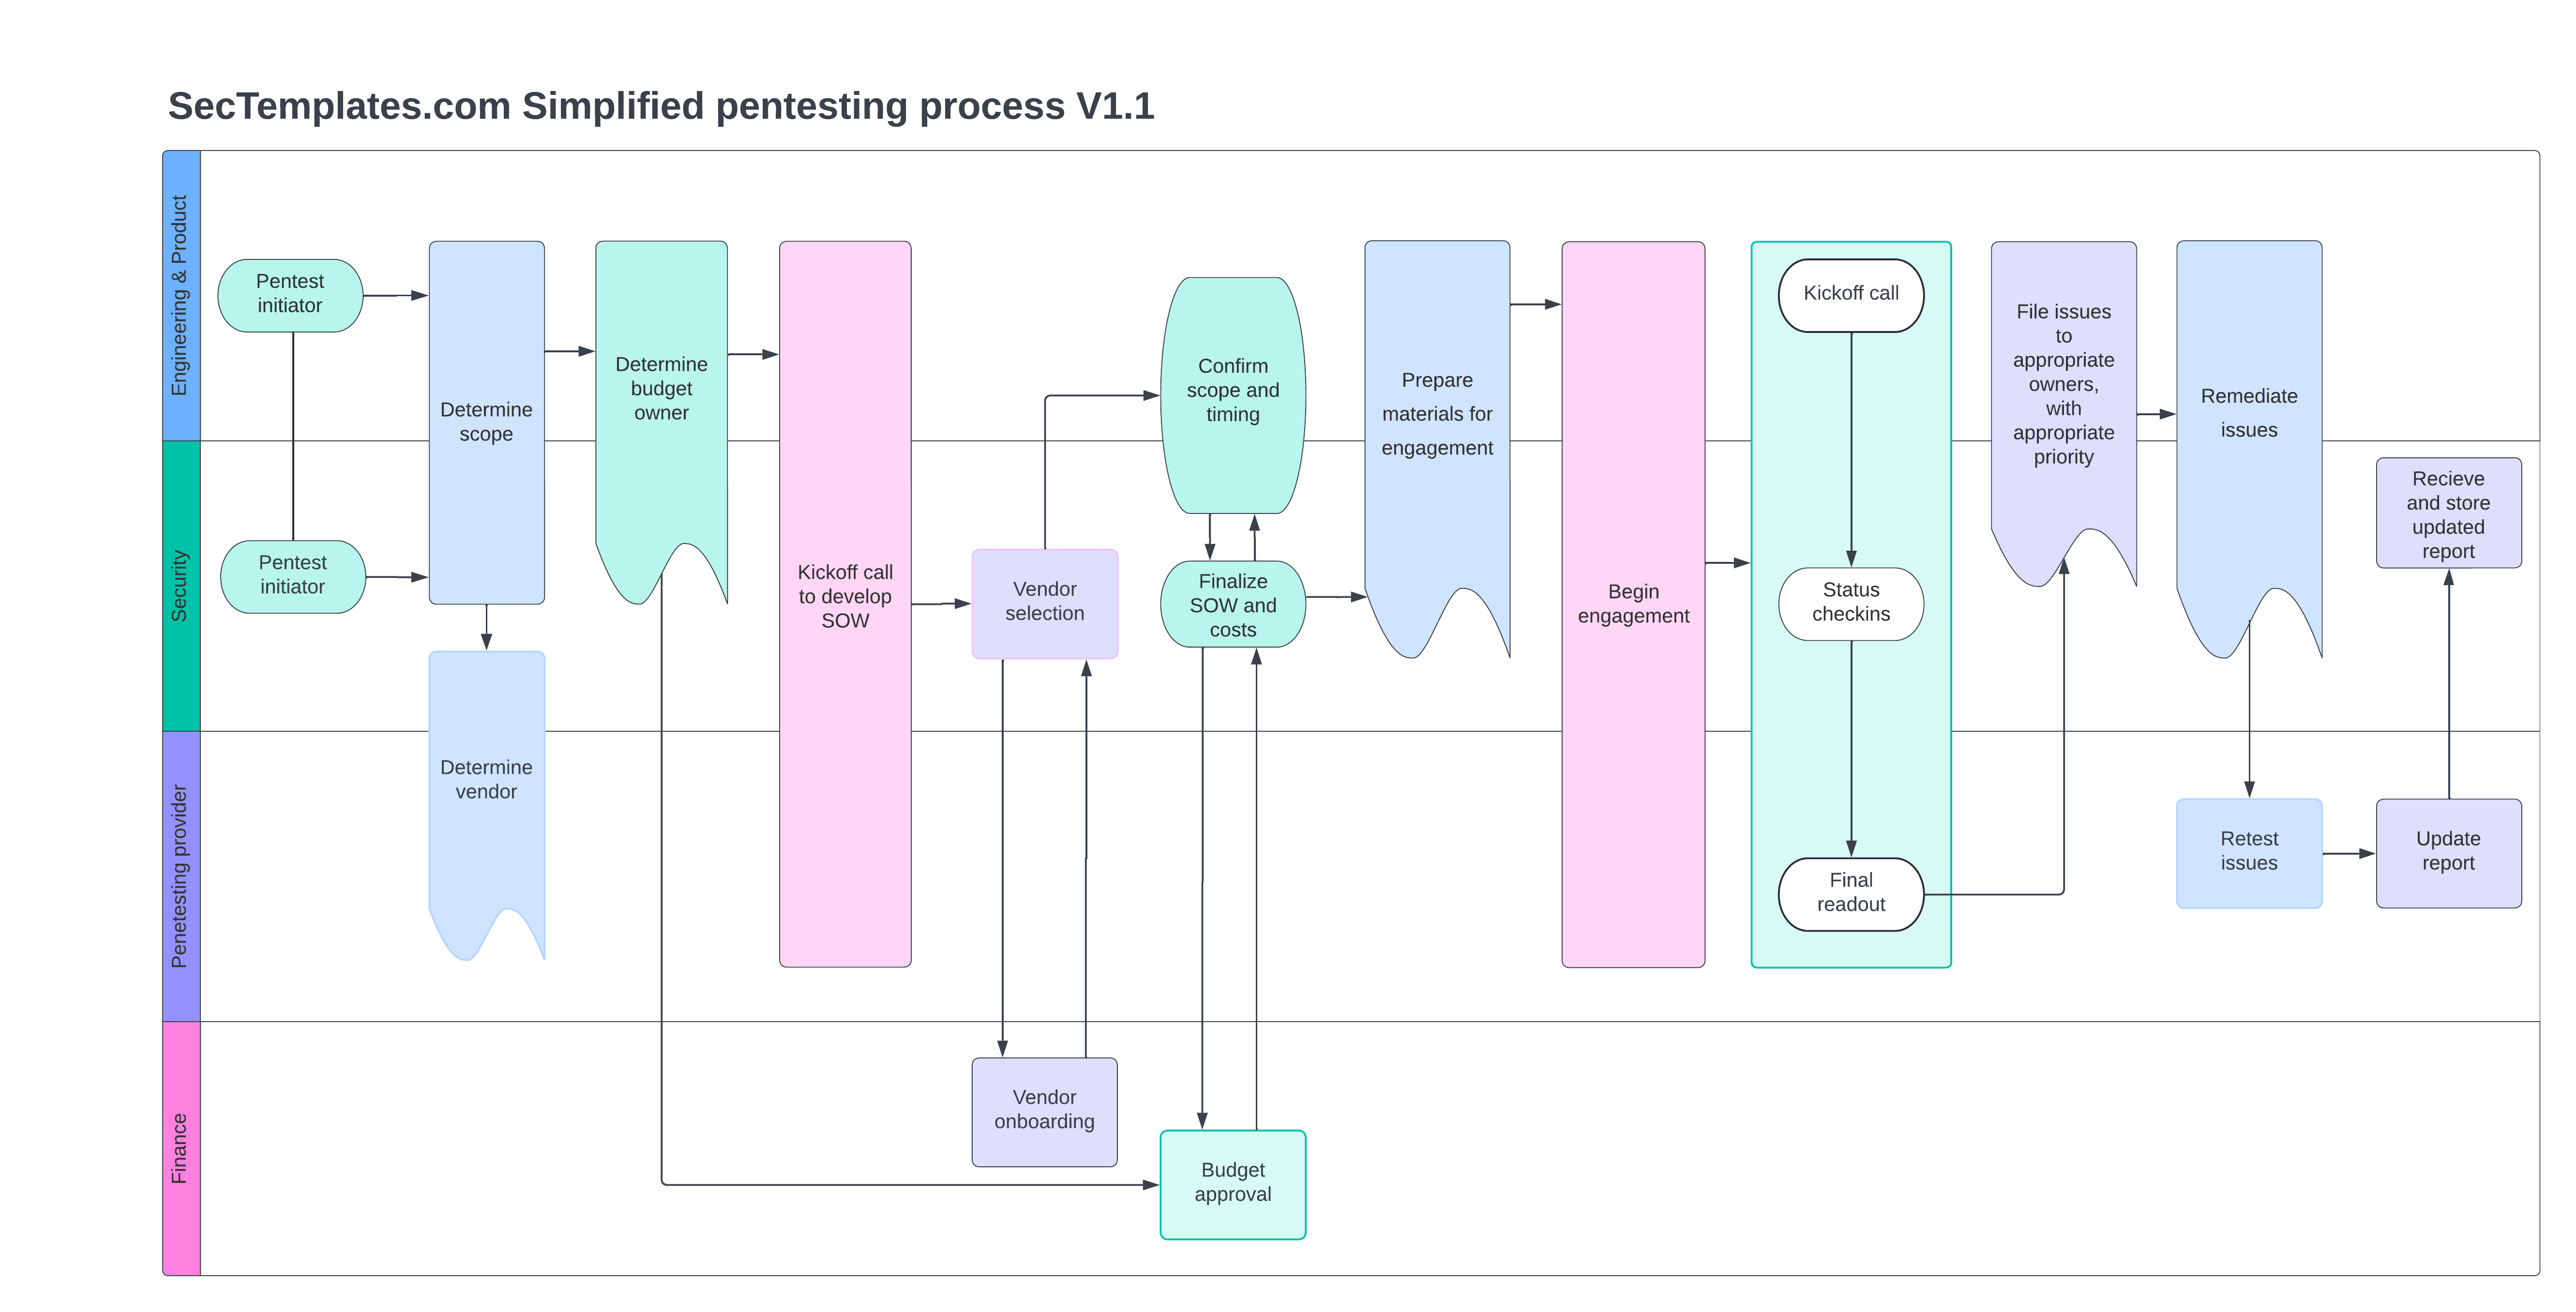 SecTemplates.com Simplified pentesting process V1.1
Engineering & Product
Pentest
initiator
Determine
scope
Determine
budget
owner
Kickoff call
to develop
SOW
Confirm
scope and
timing
Prepare
materials for
engagement
Begin
engagement
Kickoff call
File issues
to
appropriate
owners,
with
appropriate
priority
Remediate
issues
Security
Pentest
initiator
Vendor
selection
Finalize
SOW and
costs
Status
checkins
Recieve
and store
updated
report
Penetesting provider
Determine
vendor
Final
readout
Retest
issues
Update
report
Finance
Vendor
onboarding
Budget
approval